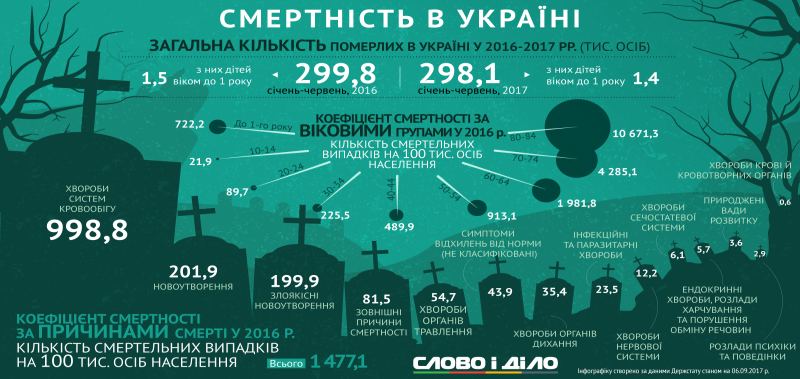 СМЕРТНІСТЬ В УКРАЇНІ
ЗАГАЛЬНА КІЛЬКІСТЬ ПОМЕРЛИХ В УКРАЇНІ У 2016-2017 РР. (ТИС. ОСІБ)
1,5
з них дітей
віком до 1 року
299,8
січень-червень, 2016
298,1
січень-червень, 2017
з них дітей
віком до 1 року
1,4
КОЕФІЦІЄНТ СМЕРТНОСТІ ЗА
ВІКОВИМИ ГРУПАМИ У 2016 р.
КІЛЬКІСТЬ СМЕРТЕЛЬНИХ
ВИПАДКІВ НА 100 ТИС. ОСІБ
НАСЕЛЕННЯ
722,2
До 1-го року
21,9
10-14
89,7
20-24
225,5
30-34
489,9
40-44
913,1
50-54
1 981,8
60-64
4 285,1
70-74
10 671,3
80-84
ХВОРОБИ
СИСТЕМ
КРОВООБІГУ
998,8
201,9
НОВОУТВОРЕННЯ
199,9
ЗЛОЯКІСНІ
НОВОУТВОРЕННЯ
81,5
ЗОВНІШНІ
ПРИЧИНИ
СМЕРТНОСТІ
54,7
ХВОРОБИ
ОРГАНІВ
ТРАВЛЕННЯ
СИМПТОМИ
ВІДХИЛЕНЬ ВІД НОРМИ
(НЕ КЛАСИФІКОВАНІ)
43,9
35,4
ХВОРОБИ ОРГАНІВ
ДИХАННЯ
ІНФЕКЦІЙНІ
ТА ПАРАЗИТАРНІ
ХВОРОБИ
23,5
12,2
ХВОРОБИ
НЕРВОВОЇ
СИСТЕМИ
ХВОРОБИ
СЕЧОСТАТЕВОЇ
СИСТЕМИ
6,1
5,7
ЕНДОКРИННІ
ХВОРОБИ, РОЗЛАДИ
ХАРЧУВАННЯ
ТА ПОРУШЕННЯ
ОБМІНУ РЕЧОВИН
ПРИРОДЖЕНІ
ВАДИ
РОЗВИТКУ
3,6
2,9
РОЗЛАДИ ПСИХІКИ
ТА ПОВЕДІНКИ
ХВОРОБИ КРОВІ Й
КРОВОТВОРНИХ ОРГАНІВ
0,6
КОЕФІЦІЄНТ СМЕРТНОСТІ
ЗА ПРИЧИНАМИ СМЕРТІ У 2016 Р.
КІЛЬКІСТЬ СМЕРТЕЛЬНИХ ВИПАДКІВ
НА 100 ТИС. ОСІБ НАСЕЛЕННЯ
Всього 1 477,1
СЛОВО і ДІЛО
Інфографіку створено за даними Держстату станом на 06.09.2017 р.